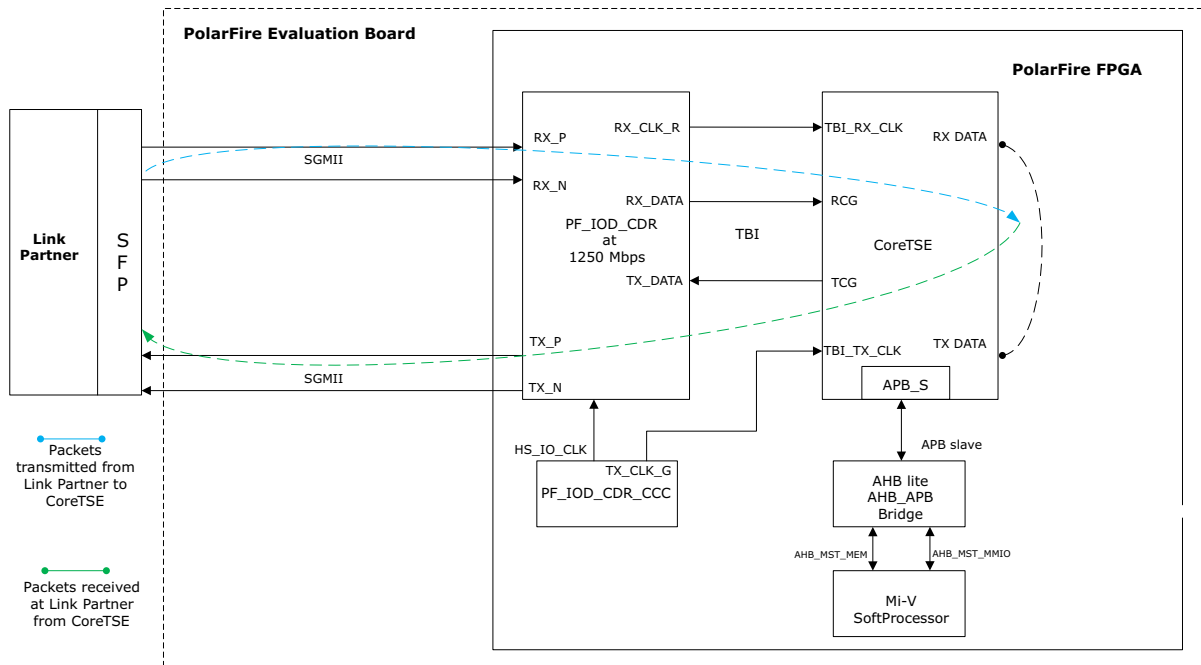 PolarFire Evaluation Board
PolarFire FPGA
Link
Partner
S
F
P
SGMII
RX_P
RX_N
RX_CLK_R
RX_DATA
PF_IOD_CDR
at
1250 Mbps
TX_DATA
TX_P
TX_N
SGMII
TBI
TBI_RX_CLK
RX DATA
RCG
CoreTSE
TCG
TBI_TX_CLK
TX DATA
APB_S
HS_IO_CLK
TX_CLK_G
PF_IOD_CDR_CCC
APB slave
AHB lite
AHB_APB
Bridge
AHB_MST_MEM
AHB_MST_MMIO
Mi-V
SoftProcessor
Packets
transmitted from
Link Partner to
CoreTSE
Packets received
at Link Partner
from CoreTSE